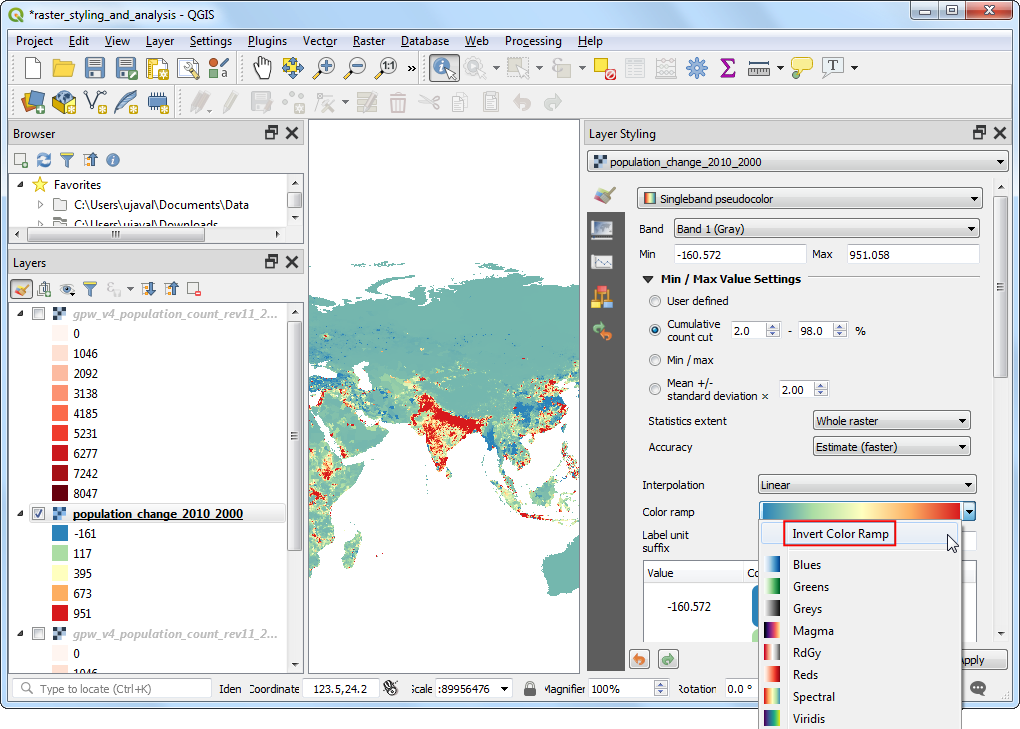 *raster_styling_and_analysis - QGIS
Project Edit View Layer Settings Plugins Vector Raster Database Web Processing Help
1:1
»
T
Browser
Favorites
C:\Users\ujaval\Documents\Data
C:\Users\ujaval\Downloads
Layers
gpw_v4_population_count_rev11_2...
0
1046
2092
3138
4185
5231
6277
7242
8047
population_change_2010_2000
-161
117
395
673
951
gpw_v4_population_count_rev11_2...
0
1046
Layer Styling
population_change_2010_2000
Singleband pseudocolor
Band Band 1 (Gray)
Min -160.572 Max 951.058
Min / Max Value Settings
User defined
Cumulative count cut 2.0 - 98.0 %
Min / max
Mean +/- standard deviation × 2.00
Statistics extent Whole raster
Accuracy Estimate (faster)
Interpolation Linear
Color ramp
Label unit suffix
Invert Color Ramp
Value Co
-160.572
Blues
Greens
Greys
Magma
RdGy
Reds
Spectral
Viridis
Apply
Type to locate (Ctrl+K) Iden Coordinate 123.5,24.2 Scale :89956476 Magnifier 100% Rotation 0.0 °